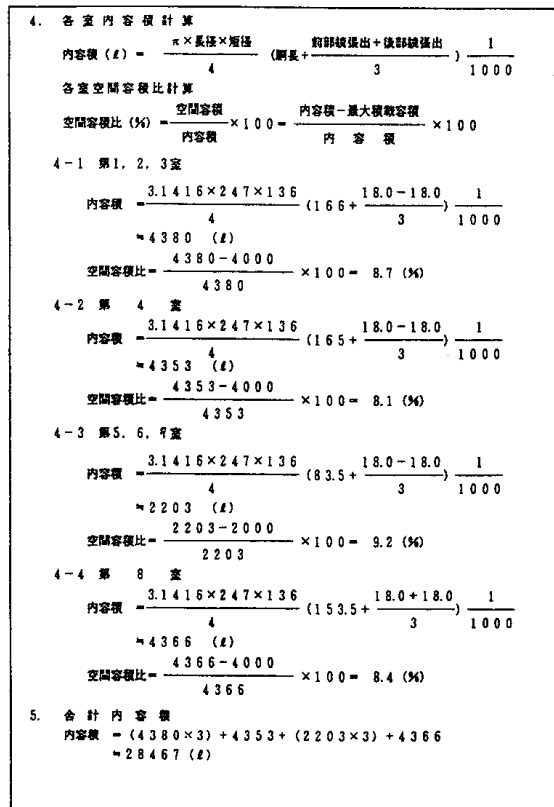 4. 各室内容積計算
内容積(ℓ)= π×長径×短径/4 (胴長+前部鏡張出+後部鏡張出/3) 1/1000
各室空間容積比計算
空間容積比(%)=空間容積/内容積×100=内容積-最大積載容積/内容積×100
4-1 第1,2,3室
内容積 =3.1416×247×136/4 (166+18.0-18.0/3) 1/1000
≒4380 (ℓ)
空間容積比=4380-4000/4380×100= 8.7 (%)
4-2 第 4 室
内容積 =3.1416×247×136/4 (165+18.0-18.0/3) 1/1000
≒4353 (ℓ)
空間容積比=4353-4000/4353×100= 8.1 (%)
4-3 第5,6,7室
内容積 =3.1416×247×136/4 (83.5+18.0-18.0/3) 1/1000
≒2203 (ℓ)
空間容積比=2203-2000/2203×100= 9.2 (%)
4-4 第 8 室
内容積 =3.1416×247×136/4 (153.5+18.0+18.0/3) 1/1000
≒4366 (ℓ)
空間容積比=4366-4000/4366×100= 8.4 (%)
5. 合計内容積
内容積 =(4380×3)+4353+(2203×3)+4366
≒28467(ℓ)